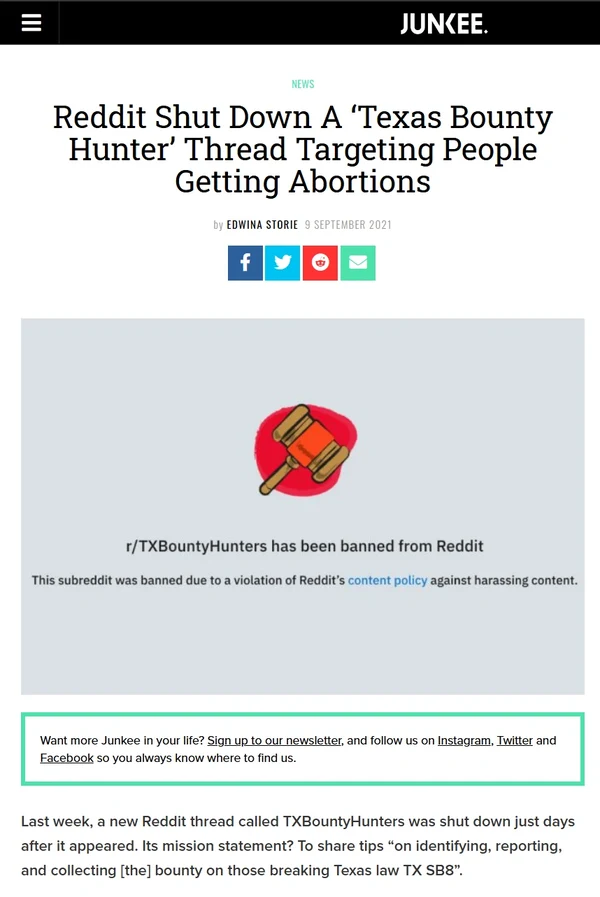 JUNKEE.
NEWS
Reddit Shut Down A ‘Texas Bounty
Hunter’ Thread Targeting People
Getting Abortions
by EDWINA STORIE 9 SEPTEMBER 2021
r/TXBountyHunters has been banned from Reddit
This subreddit was banned due to a violation of Reddit’s content policy against harassing content.
Want more Junkee in your life? Sign up to our newsletter, and follow us on Instagram, Twitter and
Facebook so you always know where to find us.
Last week, a new Reddit thread called TXBountyHunters was shut down just days
after it appeared. Its mission statement? To share tips “on identifying, reporting,
and collecting [the] bounty on those breaking Texas law TX SB8”.